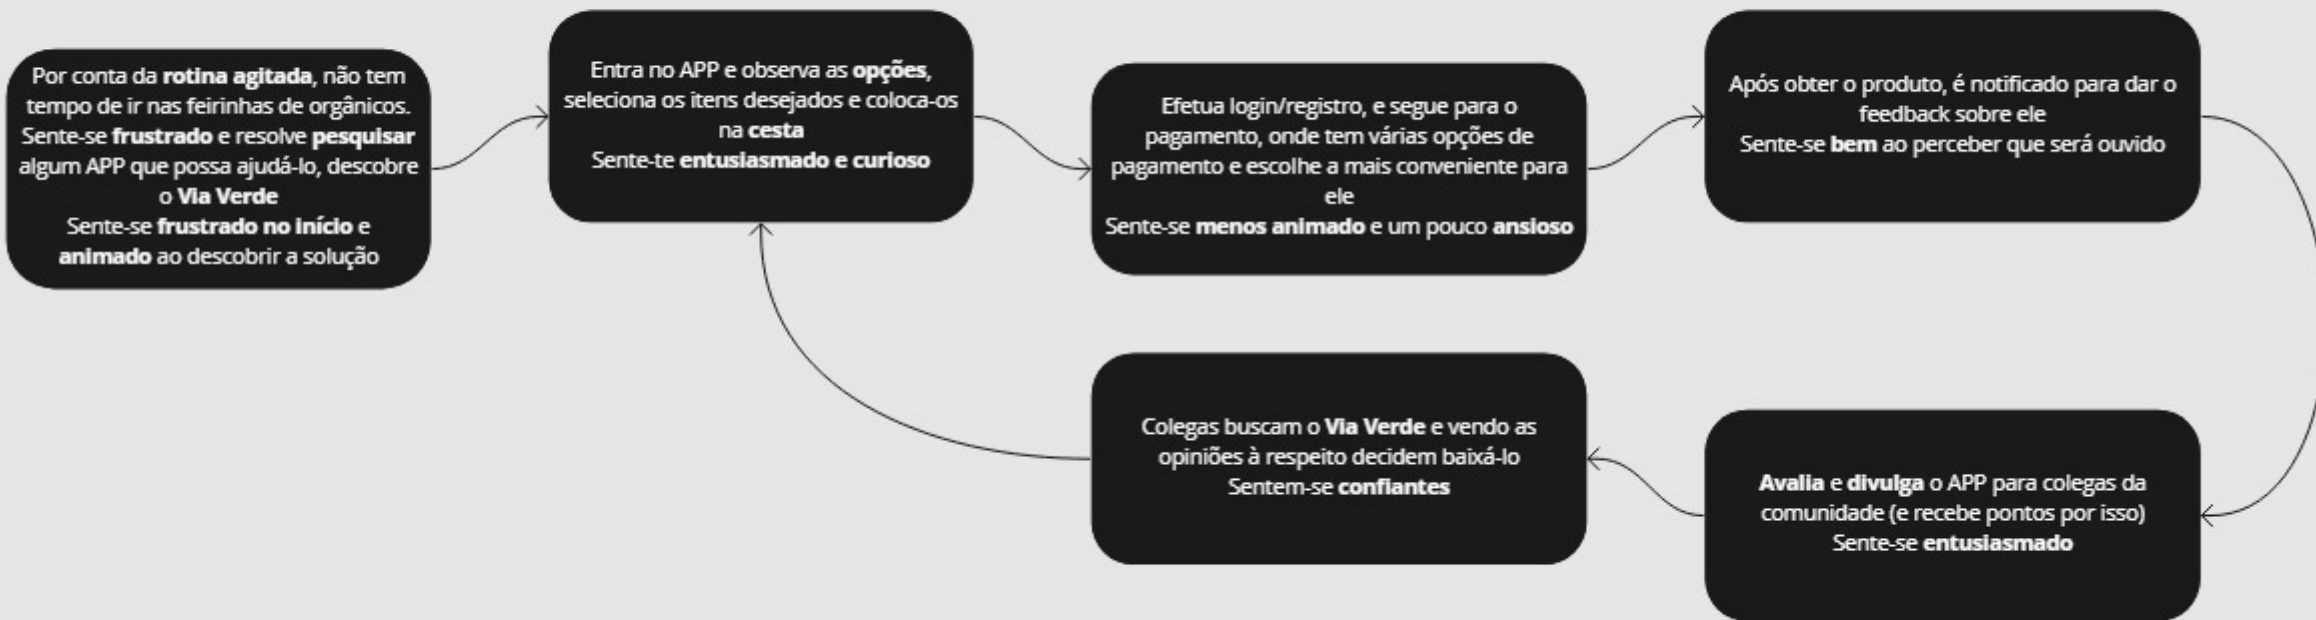 Por conta da rotina agitada, não tem
tempo de ir nas feirinhas de orgânicos.
Sente-se frustrado e resolve pesquisar
algum APP que possa ajudá-lo, descobre
o Via Verde
Sente-se frustrado no início e
animado ao descobrir a solução
Entra no APP e observa as opções,
seleciona os itens desejados e coloca-os
na cesta
Sente-te entusiasmado e curioso
Efetua login/registro, e segue para o
pagamento, onde tem várias opções de
pagamento e escolhe a mais conveniente para
ele
Sente-se menos animado e um pouco ansioso
Após obter o produto, é notificado para dar o
feedback sobre ele
Sente-se bem ao perceber que será ouvido
Avalia e divulga o APP para colegas da
comunidade (e recebe pontos por isso)
Sente-se entusiasmado
Colegas buscam o Via Verde e vendo as
opiniões à respeito decidem baixá-lo
Sentem-se confiantes